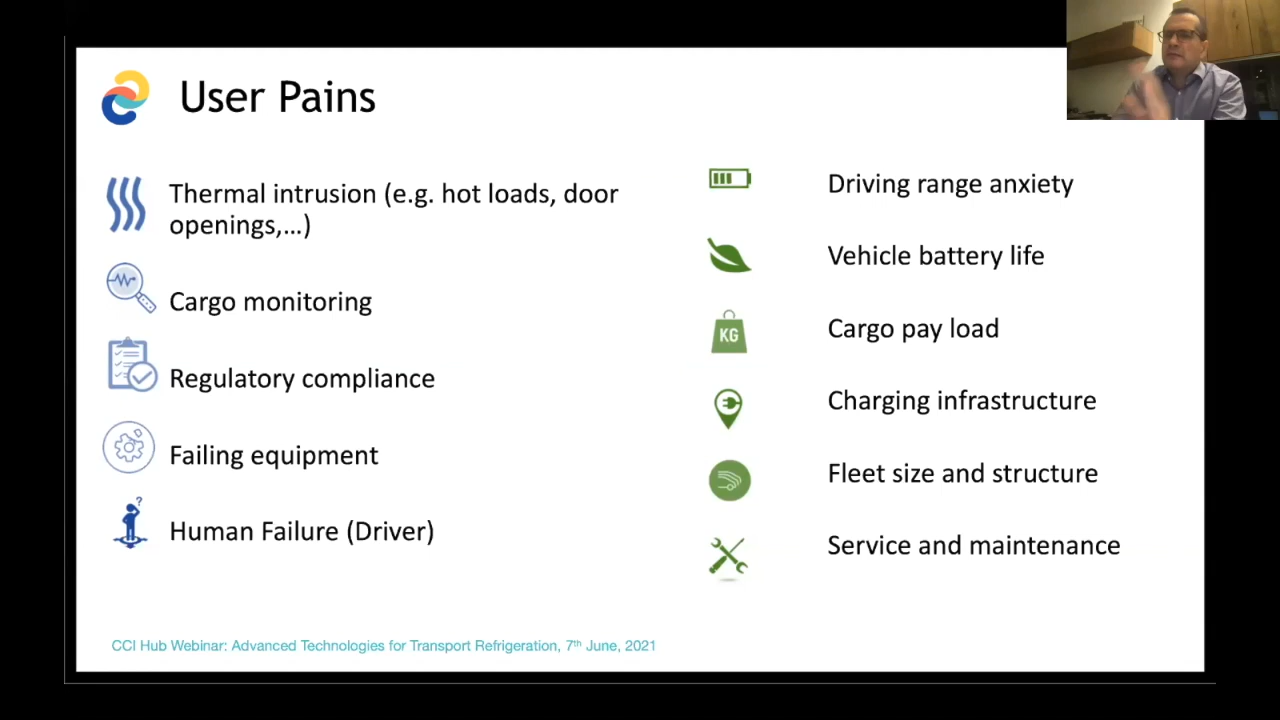 User Pains
Thermal intrusion (e.g. hot loads, door
openings,…)
Cargo monitoring
Regulatory compliance
Failing equipment
?
Human Failure (Driver)
Driving range anxiety
Vehicle battery life
KG
Cargo pay load
Charging infrastructure
Fleet size and structure
Service and maintenance
CCI Hub Webinar: Advanced Technologies for Transport Refrigeration, 7th June, 2021